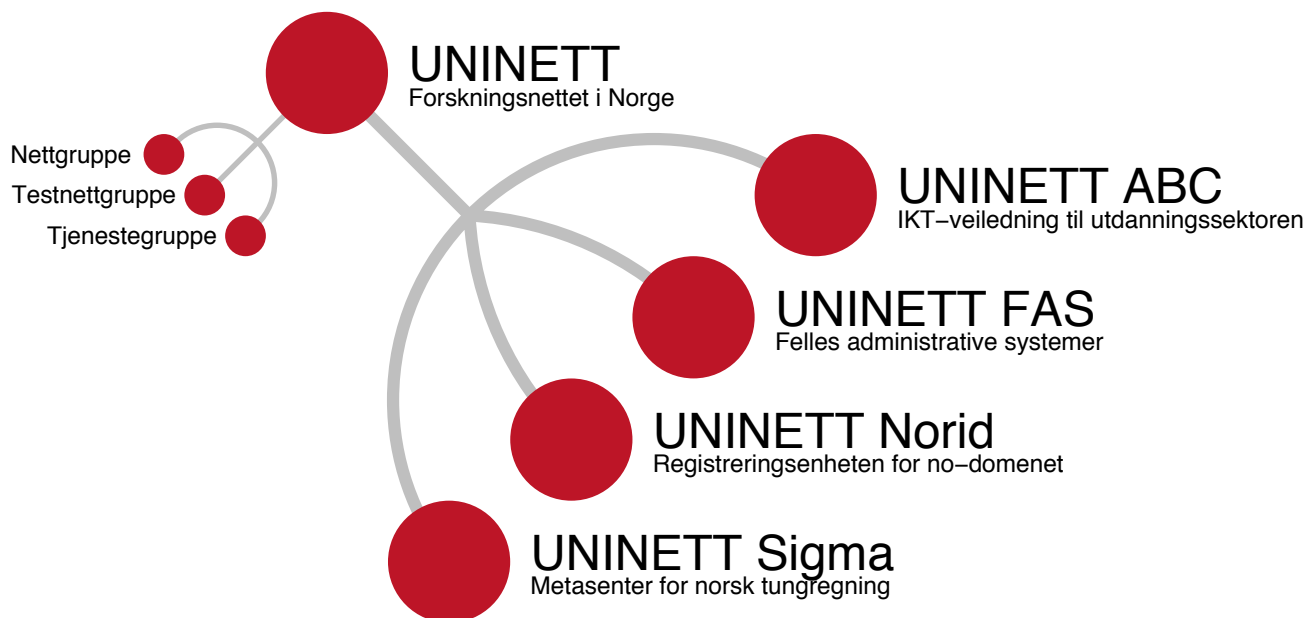 UNINETT
Forskningsnettet i Norge
Nettgruppe
Testnettgruppe
Tjenestegruppe
UNINETT ABC
IKT–veiledning til utdanningssektoren
UNINETT FAS
Felles administrative systemer
UNINETT Norid
Registreringsenheten for no–domenet
UNINETT Sigma
Metasenter for norsk tungregning